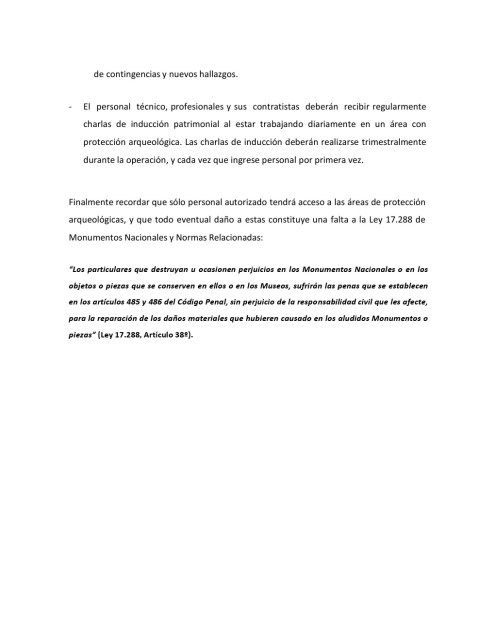 de contingencias y nuevos hallazgos.
- El personal técnico, profesionales y sus contratistas deberán recibir regularmente
charlas de inducción patrimonial al estar trabajando diariamente en un área con
protección arqueológica. Las charlas de inducción deberán realizarse trimestralmente
durante la operación, y cada vez que ingrese personal por primera vez.
Finalmente recordar que sólo personal autorizado tendrá acceso a las áreas de protección
arqueológicas, y que todo eventual daño a estas constituye una falta a la Ley 17.288 de
Monumentos Nacionales y Normas Relacionadas:
"Los particulares que destruyan u ocasionen perjuicios en los Monumentos Nacionales o en los
objetos o piezas que se conserven en ellos o en los Museos, sufrirán las penas que se establecen
en los artículos 485 y 486 del Código Penal, sin perjuicio de la responsabilidad civil que les afecte,
para la reparación de los daños materiales que hubieren causado en los aludidos Monumentos o
piezas" (Ley 17.288, Artículo 38º).